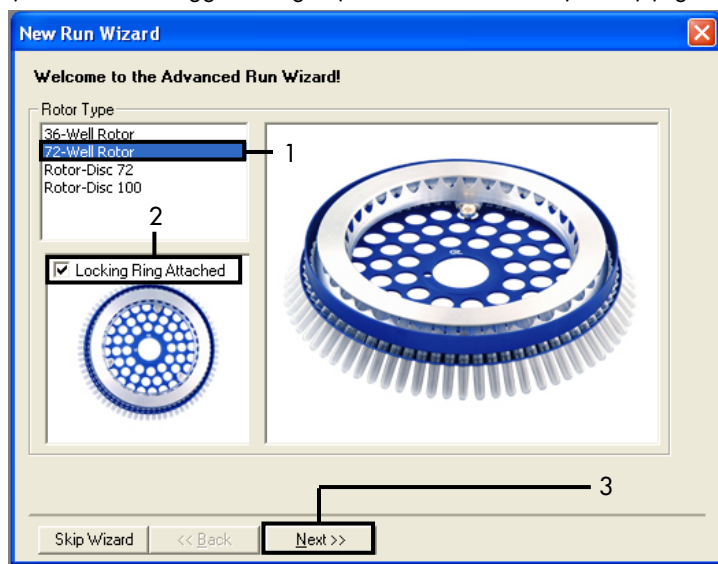 New Run Wizard
Welcome to the Advanced Run Wizard!
Rotor Type
36-Well Rotor
72-Well Rotor
Rotor-Disc 72
Rotor-Disc 100
1
2
Locking Ring Attached
3
Skip Wizard
<< Back
Next >>